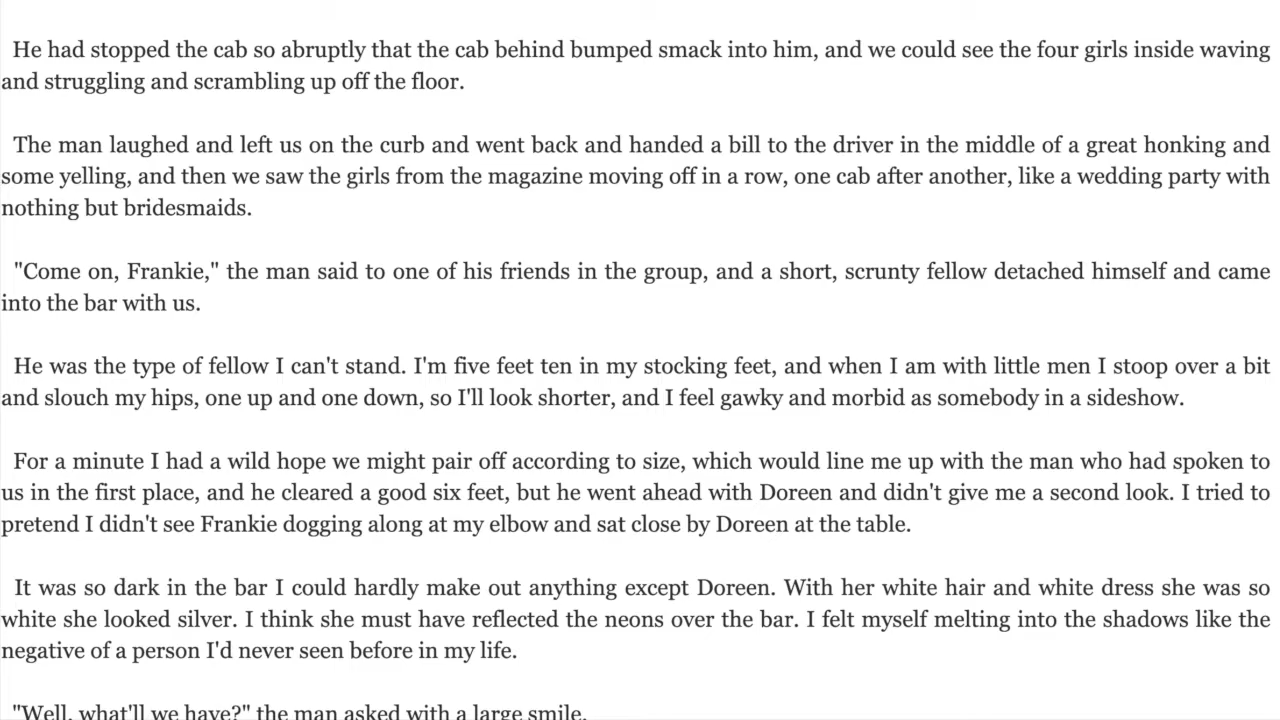 He had stopped the cab so abruptly that the cab behind bumped smack into him, and we could see the four girls inside waving
and struggling and scrambling up off the floor.
The man laughed and left us on the curb and went back and handed a bill to the driver in the middle of a great honking and
some yelling, and then we saw the girls from the magazine moving off in a row, one cab after another, like a wedding party with
nothing but bridesmaids.
"Come on, Frankie," the man said to one of his friends in the group, and a short, scrunty fellow detached himself and came
into the bar with us.
He was the type of fellow I can't stand. I'm five feet ten in my stocking feet, and when I am with little men I stoop over a bit
and slouch my hips, one up and one down, so I'll look shorter, and I feel gawky and morbid as somebody in a sideshow.
For a minute I had a wild hope we might pair off according to size, which would line me up with the man who had spoken to
us in the first place, and he cleared a good six feet, but he went ahead with Doreen and didn't give me a second look. I tried to
pretend I didn't see Frankie dogging along at my elbow and sat close by Doreen at the table.
It was so dark in the bar I could hardly make out anything except Doreen. With her white hair and white dress she was so
white she looked silver. I think she must have reflected the neons over the bar. I felt myself melting into the shadows like the
negative of a person I'd never seen before in my life.
"Well, what'll we have?" the man asked with a large smile.